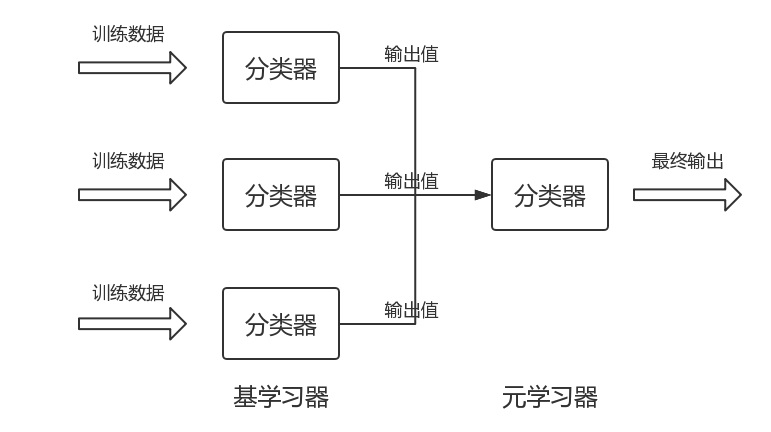 训练数据
分类器
输出值
训练数据
分类器
输出值
分类器
最终输出
训练数据
分类器
输出值
基学习器
元学习器